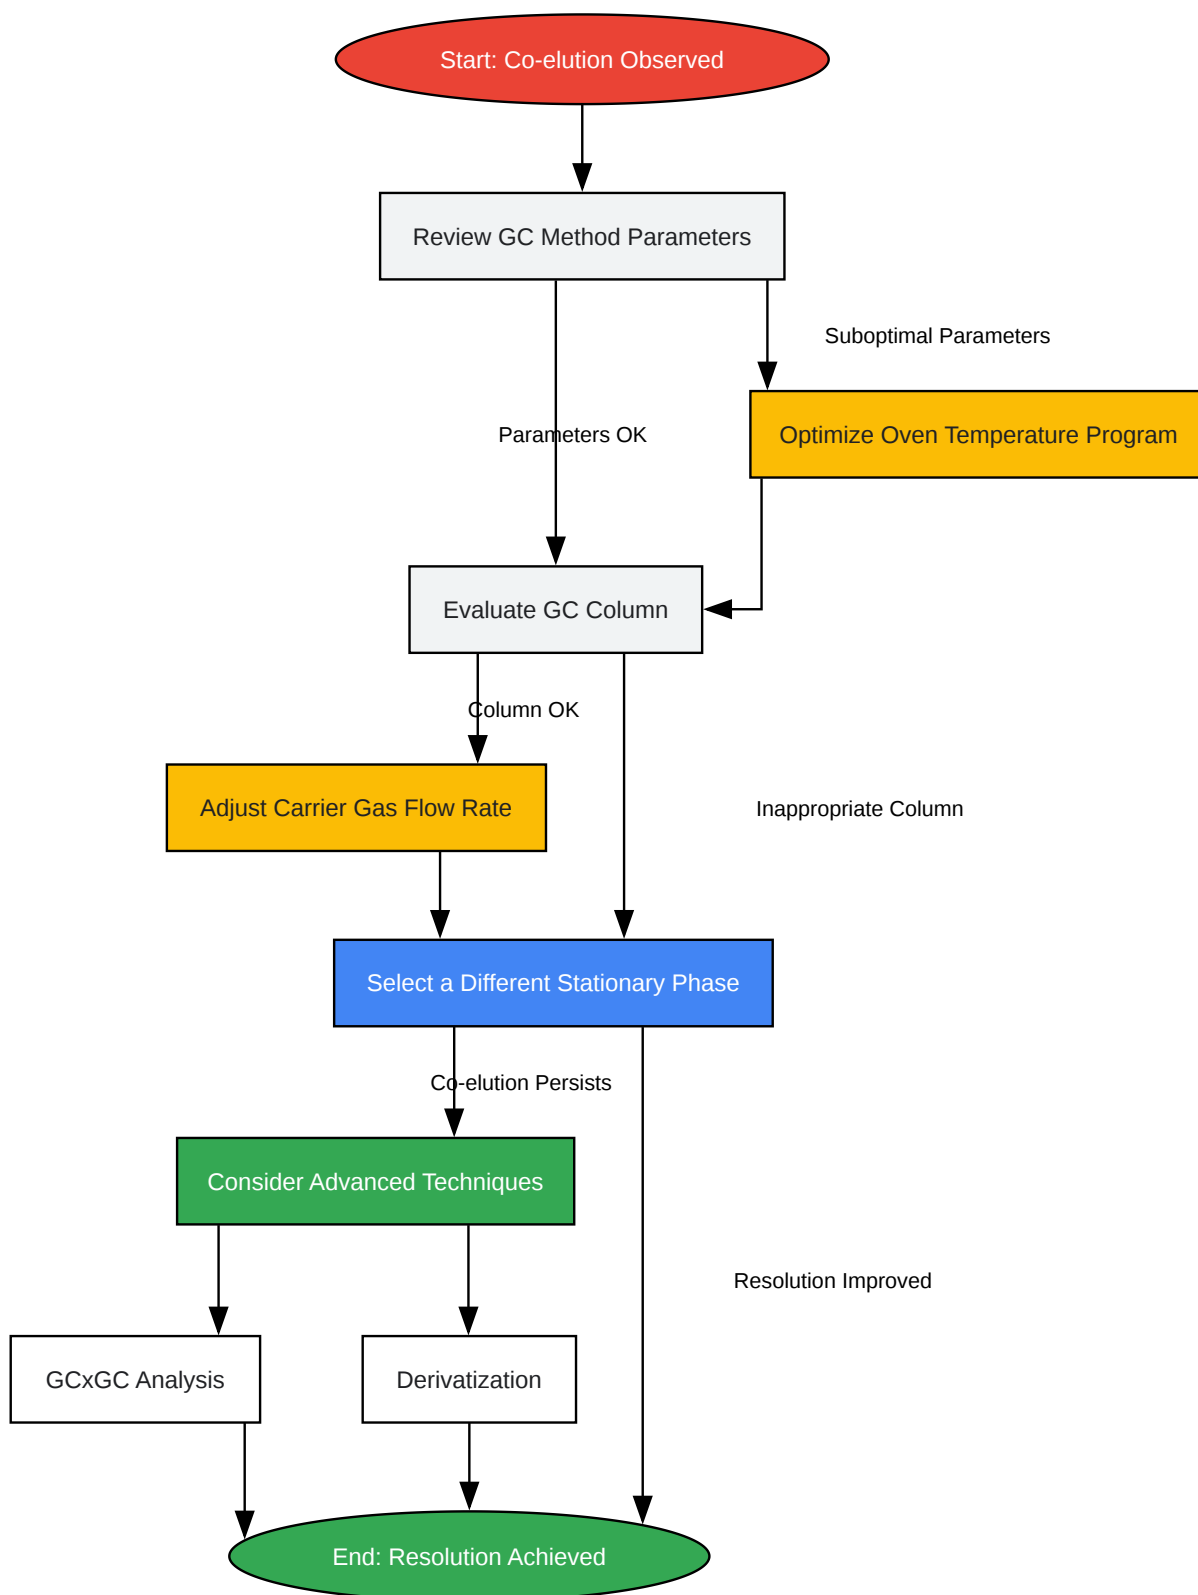 Start: Co-elution Observed
Review GC Method Parameters
Suboptimal Parameters
Parameters OK
Optimize Oven Temperature Program
Evaluate GC Column
Column OK
Adjust Carrier Gas Flow Rate
Inappropriate Column
Select a Different Stationary Phase
Co-elution Persists
Consider Advanced Techniques
Resolution Improved
GCxGC Analysis
Derivatization
End: Resolution Achieved